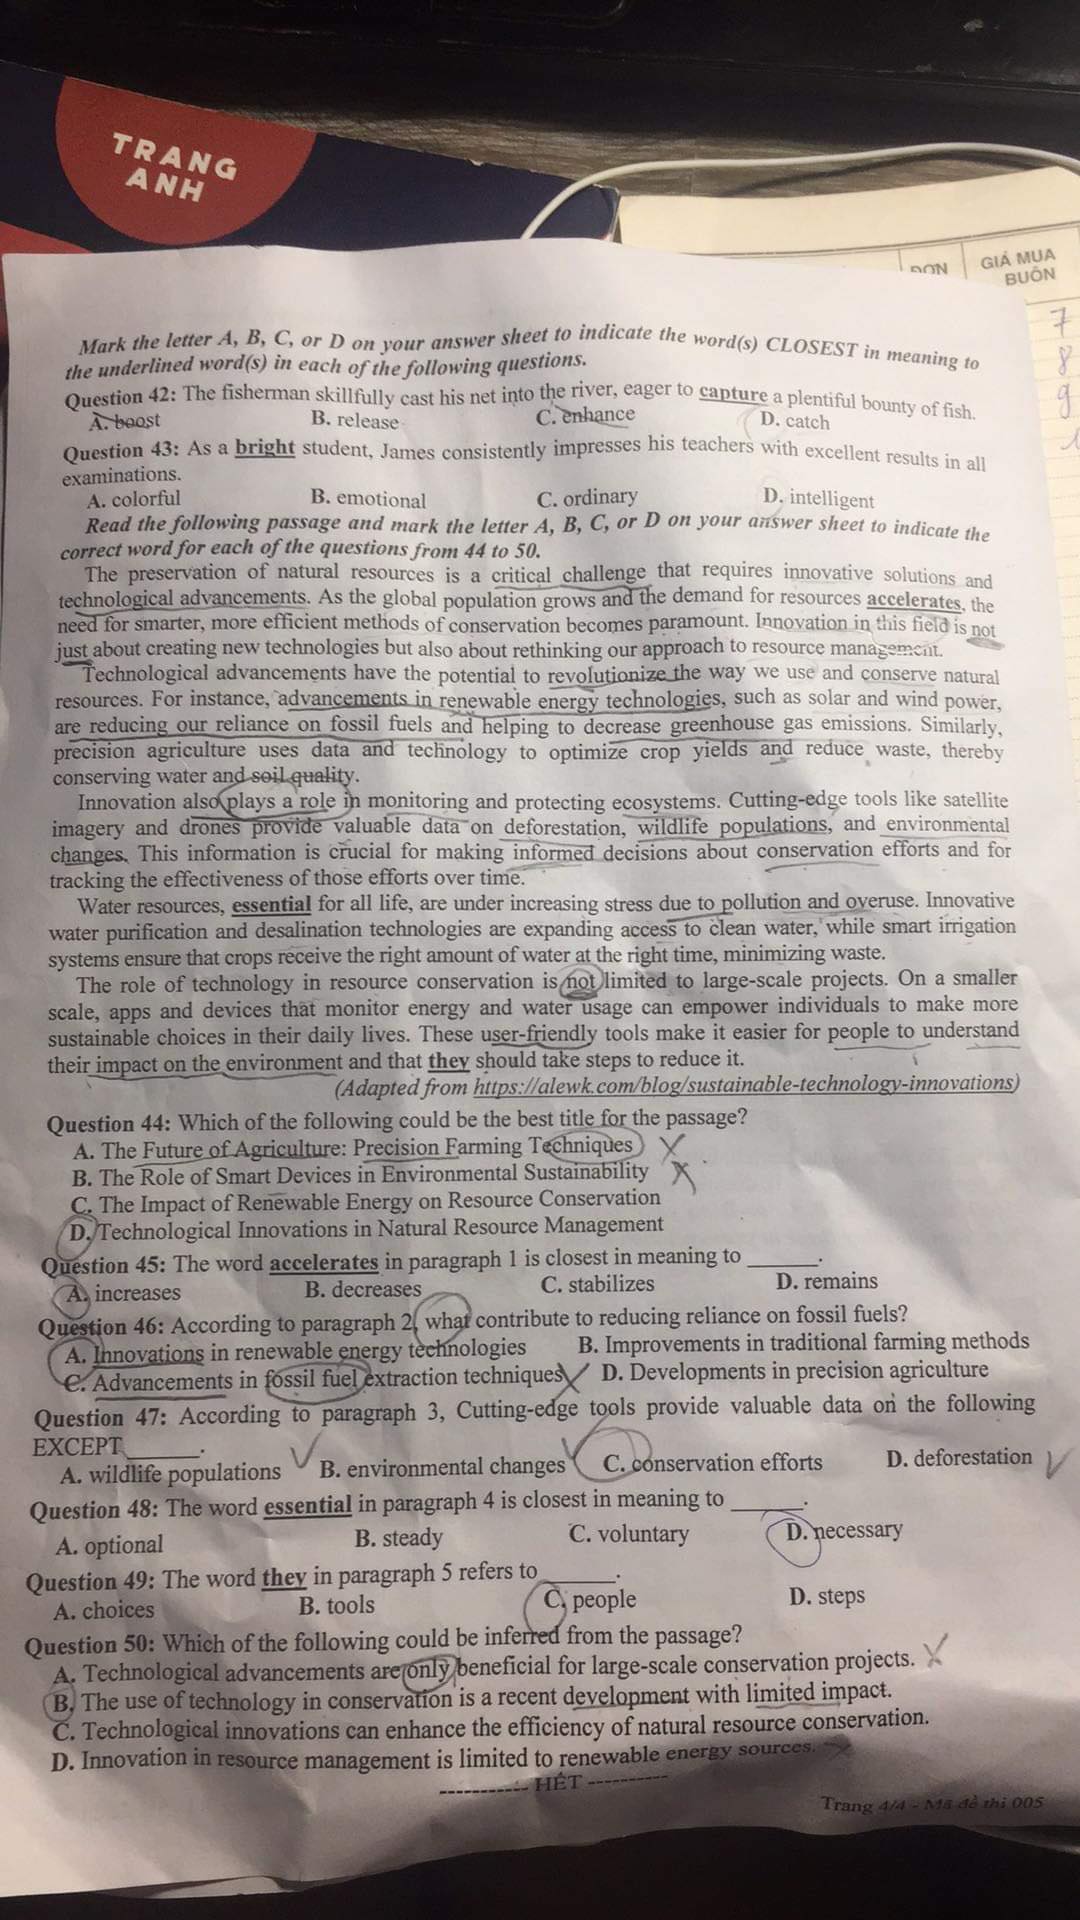 TRANG
ANH
ĐƠN
GIÁ MUA
BUÔN
7
8
9
Mark the letter A, B, C, or D on your answer sheet to indicate the word(s) CLOSEST in meaning to
the underlined word(s) in each of the following questions.
Question 42: The fisherman skillfully cast his net into the river, eager to capture a plentiful bounty of fish.
A. boost B. release C. enhance D. catch
Question 43: As a bright student, James consistently impresses his teachers with excellent results in all
examinations.
A. colorful B. emotional C. ordinary D. intelligent
Read the following passage and mark the letter A, B, C, or D on your answer sheet to indicate the
correct word for each of the questions from 44 to 50.
The preservation of natural resources is a critical challenge that requires innovative solutions and
technological advancements. As the global population grows and the demand for resources accelerates, the
need for smarter, more efficient methods of conservation becomes paramount. Innovation in this field is not
just about creating new technologies but also about rethinking our approach to resource management.
Technological advancements have the potential to revolutionize the way we use and conserve natural
resources. For instance, advancements in renewable energy technologies, such as solar and wind power,
are reducing our reliance on fossil fuels and helping to decrease greenhouse gas emissions. Similarly,
precision agriculture uses data and technology to optimize crop yields and reduce waste, thereby
conserving water and soil quality.
Innovation also plays a role in monitoring and protecting ecosystems. Cutting-edge tools like satellite
imagery and drones provide valuable data on deforestation, wildlife populations, and environmental
changes. This information is crucial for making informed decisions about conservation efforts and for
tracking the effectiveness of those efforts over time.
Water resources, essential for all life, are under increasing stress due to pollution and overuse. Innovative
water purification and desalination technologies are expanding access to clean water, while smart irrigation
systems ensure that crops receive the right amount of water at the right time, minimizing waste.
The role of technology in resource conservation is not limited to large-scale projects. On a smaller
scale, apps and devices that monitor energy and water usage can empower individuals to make more
sustainable choices in their daily lives. These user-friendly tools make it easier for people to understand
their impact on the environment and that they should take steps to reduce it.
(Adapted from https://alewk.com/blog/sustainable-technology-innovations)
Question 44: Which of the following could be the best title for the passage?
A. The Future of Agriculture: Precision Farming Techniques
B. The Role of Smart Devices in Environmental Sustainability
C. The Impact of Renewable Energy on Resource Conservation
D. Technological Innovations in Natural Resource Management
Question 45: The word accelerates in paragraph 1 is closest in meaning to ______.
A. increases B. decreases C. stabilizes D. remains
Question 46: According to paragraph 2, what contribute to reducing reliance on fossil fuels?
A. Innovations in renewable energy technologies B. Improvements in traditional farming methods
C. Advancements in fossil fuel extraction techniques D. Developments in precision agriculture
Question 47: According to paragraph 3, Cutting-edge tools provide valuable data on the following
EXCEPT______.
A. wildlife populations B. environmental changes C. conservation efforts D. deforestation
Question 48: The word essential in paragraph 4 is closest in meaning to ______.
A. optional B. steady C. voluntary D. necessary
Question 49: The word they in paragraph 5 refers to ______.
A. choices B. tools C. people D. steps
Question 50: Which of the following could be inferred from the passage?
A. Technological advancements are only beneficial for large-scale conservation projects.
B. The use of technology in conservation is a recent development with limited impact.
C. Technological innovations can enhance the efficiency of natural resource conservation.
D. Innovation in resource management is limited to renewable energy sources.
----------- HẾT ----------
Trang 4/4 - Mã đề thi 005